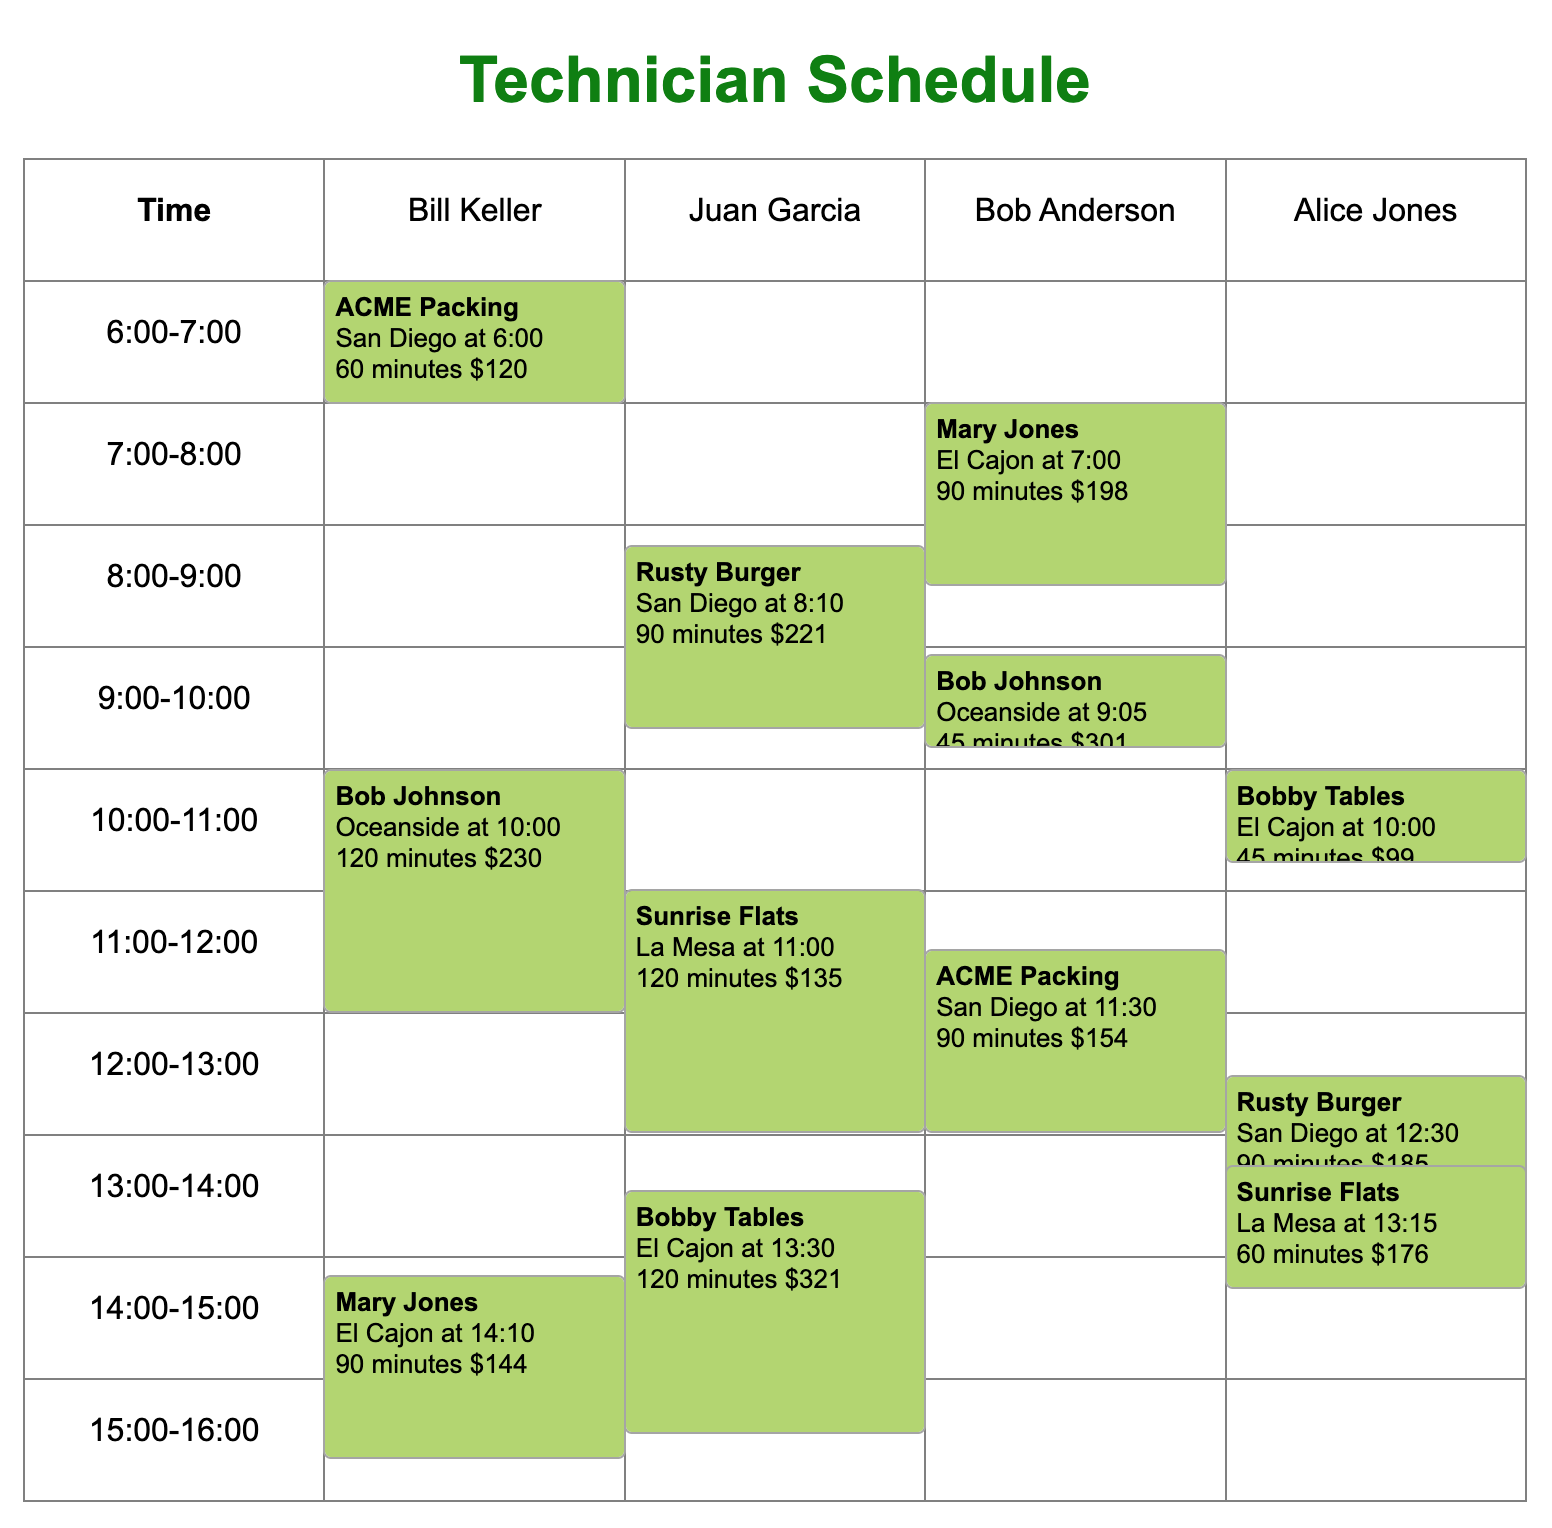 Technician Schedule
Time
Bill Keller
Juan Garcia
Bob Anderson
Alice Jones
6:00-7:00
ACME Packing
San Diego at 6:00
60 minutes $120
7:00-8:00
Mary Jones
El Cajon at 7:00
90 minutes $198
8:00-9:00
Rusty Burger
San Diego at 8:10
90 minutes $221
9:00-10:00
Bob Johnson
Oceanside at 9:05
45 minutes $301
10:00-11:00
Bob Johnson
Oceanside at 10:00
120 minutes $230
Bobby Tables
El Cajon at 10:00
45 minutes $99
11:00-12:00
Sunrise Flats
La Mesa at 11:00
120 minutes $135
ACME Packing
San Diego at 11:30
90 minutes $154
12:00-13:00
Rusty Burger
San Diego at 12:30
90 minutes $185
13:00-14:00
Bobby Tables
El Cajon at 13:30
120 minutes $321
Sunrise Flats
La Mesa at 13:15
60 minutes $176
14:00-15:00
Mary Jones
El Cajon at 14:10
90 minutes $144
15:00-16:00